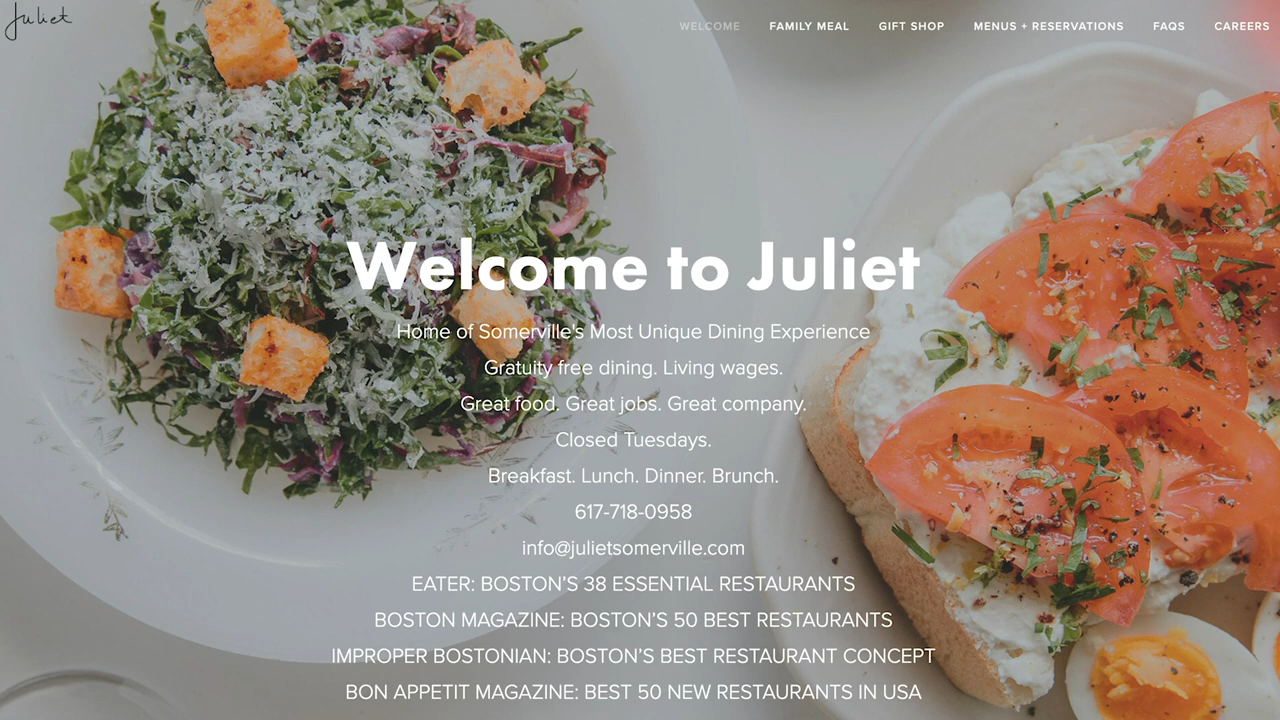 Juliet
WELCOME FAMILY MEAL GIFT SHOP MENUS + RESERVATIONS FAQS CAREERS
Welcome to Juliet
Home of Somerville's Most Unique Dining Experience
Gratuity free dining. Living wages.
Great food. Great jobs. Great company.
Closed Tuesdays.
Breakfast. Lunch. Dinner. Brunch.
617-718-0958
info@julietsomerville.com
EATER: BOSTON’S 38 ESSENTIAL RESTAURANTS
BOSTON MAGAZINE: BOSTON’S 50 BEST RESTAURANTS
IMPROPER BOSTONIAN: BOSTON’S BEST RESTAURANT CONCEPT
BON APPETIT MAGAZINE: BEST 50 NEW RESTAURANTS IN USA